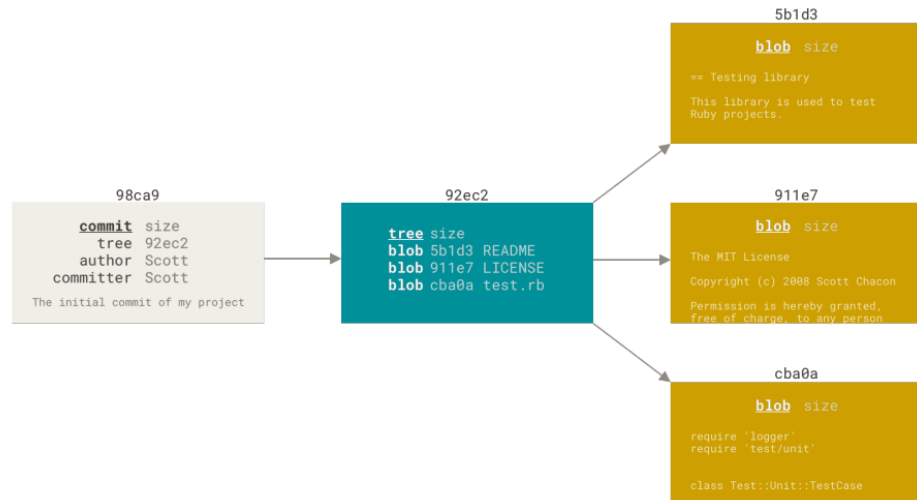 98ca9
commit size
tree 92ec2
author Scott
committer Scott
The initial commit of my project
92ec2
tree size
blob 5b1d3 README
blob 911e7 LICENSE
blob cba0a test.rb
5b1d3
blob size
== Testing library
This library is used to test
Ruby projects.
911e7
blob size
The MIT License
Copyright (c) 2008 Scott Chacon
Permission is hereby granted,
free of charge, to any person
cba0a
blob size
require 'logger'
require 'test/unit'
class Test::Unit::TestCase